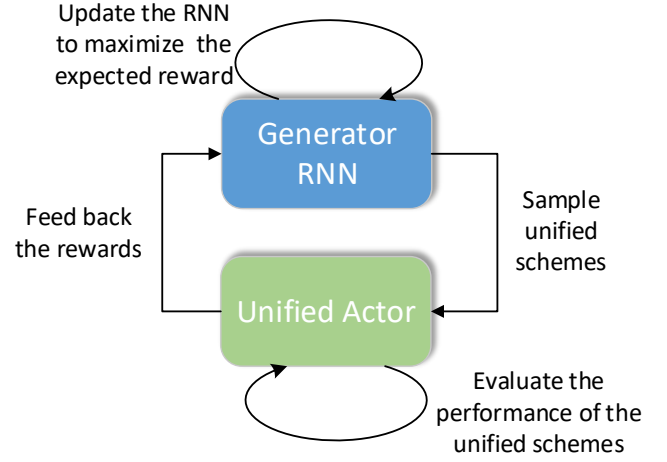 Update the RNN
to maximize the
expected reward
Generator
RNN
Feed back
the rewards
Sample
unified
schemes
Unified Actor
Evaluate the
performance of the
unified schemes